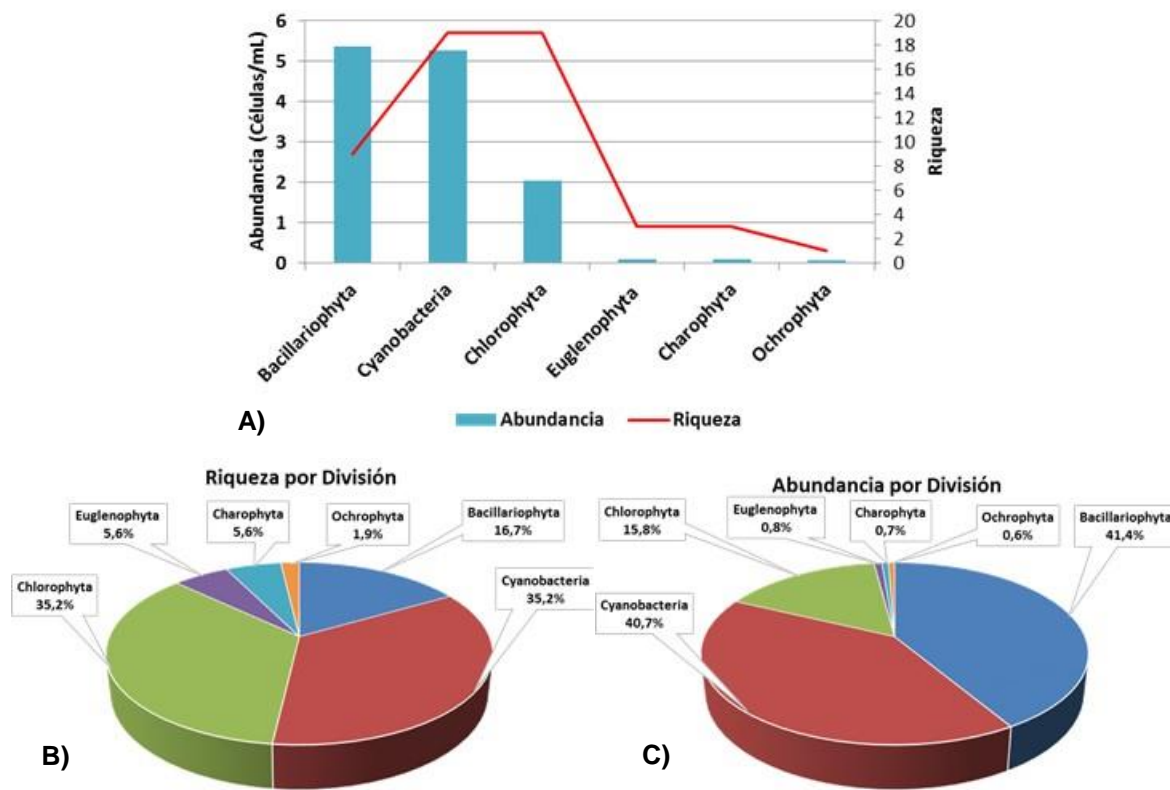 6
5
4
3
2
1
0
Abundancia (Células/mL)
20
18
16
14
12
10
8
6
4
2
0
Riqueza
Bacillariophyta
Cyanobacteria
Chlorophyta
Euglenophyta
Charophyta
Ochrophyta
A)
Abundancia
Riqueza
Riqueza por División
Euglenophyta
5,6%
Charophyta
5,6%
Ochrophyta
1,9%
Bacillariophyta
16,7%
Chlorophyta
35,2%
Cyanobacteria
35,2%
B)
Abundancia por División
Chlorophyta
15,8%
Euglenophyta
0,8%
Charophyta
0,7%
Ochrophyta
0,6%
Bacillariophyta
41,4%
Cyanobacteria
40,7%
C)